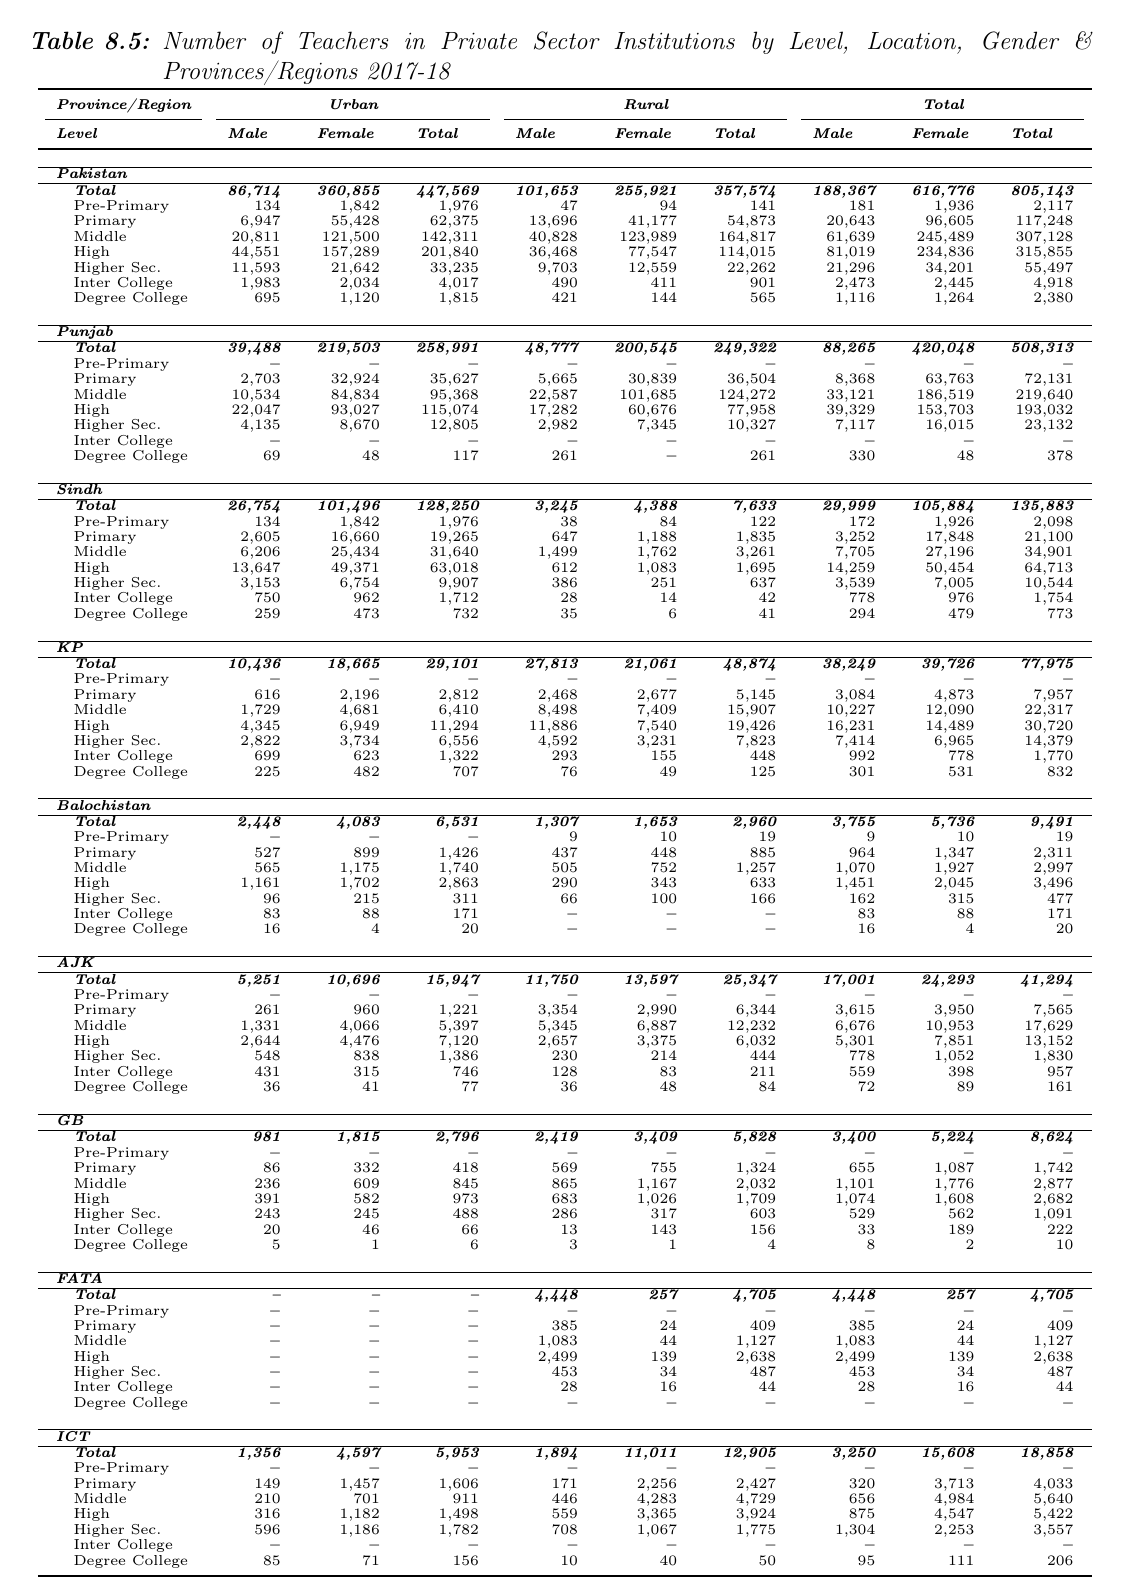 Table 8.5: Number of Teachers in Private Sector Institutions by Level, Location, Gender &
Provinces/Regions 2017-18
Province/Region Urban Rural Total
Level Male Female Total Male Female Total Male Female Total
Pakistan
Total 86,714 360,855 447,569 101,653 255,921 357,574 188,367 616,776 805,143
Pre-Primary 134 1,842 1,976 47 94 141 181 1,936 2,117
Primary 6,947 55,428 62,375 13,696 41,177 54,873 20,643 96,605 117,248
Middle 20,811 121,500 142,311 40,828 123,989 164,817 61,639 245,489 307,128
High 44,551 157,289 201,840 36,468 77,547 114,015 81,019 234,836 315,855
Higher Sec. 11,593 21,642 33,235 9,703 12,559 22,262 21,296 34,201 55,497
Inter College 1,983 2,034 4,017 490 411 901 2,473 2,445 4,918
Degree College 695 1,120 1,815 421 144 565 1,116 1,264 2,380
Punjab
Total 39,488 219,503 258,991 48,777 200,545 249,322 88,265 420,048 508,313
Pre-Primary – – – – – – – – –
Primary 2,703 32,924 35,627 5,665 30,839 36,504 8,368 63,763 72,131
Middle 10,534 84,834 95,368 22,587 101,685 124,272 33,121 186,519 219,640
High 22,047 93,027 115,074 17,282 60,676 77,958 39,329 153,703 193,032
Higher Sec. 4,135 8,670 12,805 2,982 7,345 10,327 7,117 16,015 23,132
Inter College – – – – – – – – –
Degree College 69 48 117 261 – 261 330 48 378
Sindh
Total 26,754 101,496 128,250 3,245 4,388 7,633 29,999 105,884 135,883
Pre-Primary 134 1,842 1,976 38 84 122 172 1,926 2,098
Primary 2,605 16,660 19,265 647 1,188 1,835 3,252 17,848 21,100
Middle 6,206 25,434 31,640 1,499 1,762 3,261 7,705 27,196 34,901
High 13,647 49,371 63,018 612 1,083 1,695 14,259 50,454 64,713
Higher Sec. 3,153 6,754 9,907 386 251 637 3,539 7,005 10,544
Inter College 750 962 1,712 28 14 42 778 976 1,754
Degree College 259 473 732 35 6 41 294 479 773
KP
Total 10,436 18,665 29,101 27,813 21,061 48,874 38,249 39,726 77,975
Pre-Primary – – – – – – – – –
Primary 616 2,196 2,812 2,468 2,677 5,145 3,084 4,873 7,957
Middle 1,729 4,681 6,410 8,498 7,409 15,907 10,227 12,090 22,317
High 4,345 6,949 11,294 11,886 7,540 19,426 16,231 14,489 30,720
Higher Sec. 2,822 3,734 6,556 4,592 3,231 7,823 7,414 6,965 14,379
Inter College 699 623 1,322 293 155 448 992 778 1,770
Degree College 225 482 707 76 49 125 301 531 832
Balochistan
Total 2,448 4,083 6,531 1,307 1,653 2,960 3,755 5,736 9,491
Pre-Primary – – – 9 10 19 9 10 19
Primary 527 899 1,426 437 448 885 964 1,347 2,311
Middle 565 1,175 1,740 505 752 1,257 1,070 1,927 2,997
High 1,161 1,702 2,863 290 343 633 1,451 2,045 3,496
Higher Sec. 96 215 311 66 100 166 162 315 477
Inter College 83 88 171 – – – 83 88 171
Degree College 16 4 20 – – – 16 4 20
AJK
Total 5,251 10,696 15,947 11,750 13,597 25,347 17,001 24,293 41,294
Pre-Primary – – – – – – – – –
Primary 261 960 1,221 3,354 2,990 6,344 3,615 3,950 7,565
Middle 1,331 4,066 5,397 5,345 6,887 12,232 6,676 10,953 17,629
High 2,644 4,476 7,120 2,657 3,375 6,032 5,301 7,851 13,152
Higher Sec. 548 838 1,386 230 214 444 778 1,052 1,830
Inter College 431 315 746 128 83 211 559 398 957
Degree College 36 41 77 36 48 84 72 89 161
GB
Total 981 1,815 2,796 2,419 3,409 5,828 3,400 5,224 8,624
Pre-Primary – – – – – – – – –
Primary 86 332 418 569 755 1,324 655 1,087 1,742
Middle 236 609 845 865 1,167 2,032 1,101 1,776 2,877
High 391 582 973 683 1,026 1,709 1,074 1,608 2,682
Higher Sec. 243 245 488 286 317 603 529 562 1,091
Inter College 20 46 66 13 143 156 33 189 222
Degree College 5 1 6 3 1 4 8 2 10
FATA
Total – – – 4,448 257 4,705 4,448 257 4,705
Pre-Primary – – – – – – – – –
Primary – – – 385 24 409 385 24 409
Middle – – – 1,083 44 1,127 1,083 44 1,127
High – – – 2,499 139 2,638 2,499 139 2,638
Higher Sec. – – – 453 34 487 453 34 487
Inter College – – – 28 16 44 28 16 44
Degree College – – – – – – – – –
ICT
Total 1,356 4,597 5,953 1,894 11,011 12,905 3,250 15,608 18,858
Pre-Primary – – – – – – – – –
Primary 149 1,457 1,606 171 2,256 2,427 320 3,713 4,033
Middle 210 701 911 446 4,283 4,729 656 4,984 5,640
High 316 1,182 1,498 559 3,365 3,924 875 4,547 5,422
Higher Sec. 596 1,186 1,782 708 1,067 1,775 1,304 2,253 3,557
Inter College – – – – – – – – –
Degree College 85 71 156 10 40 50 95 111 206